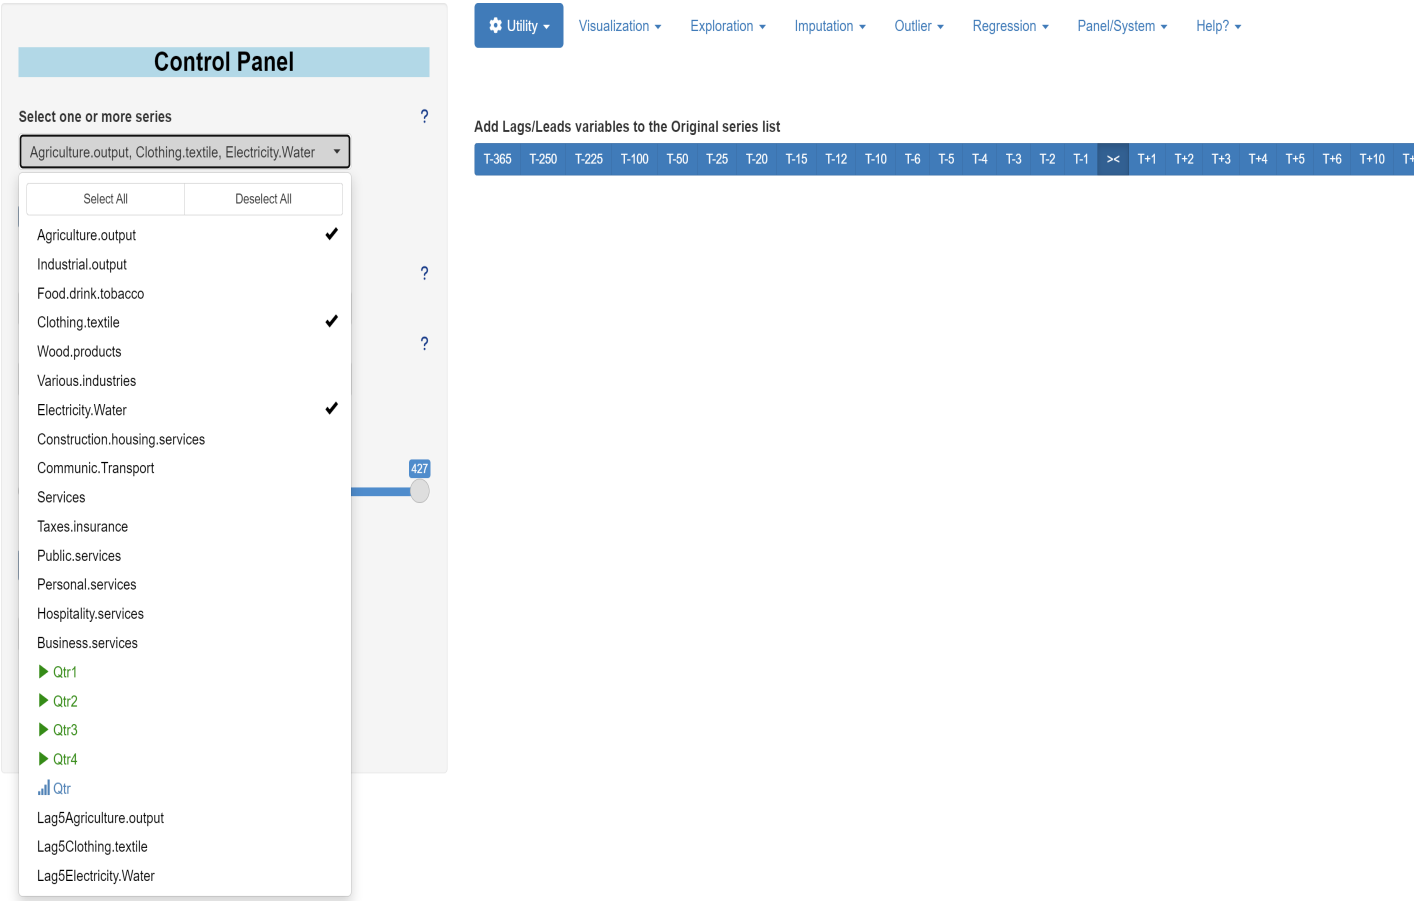 Control Panel
Select one or more series ?
Agriculture.output, Clothing.textile, Electricity.Water
Select All Deselect All
Agriculture.output
Industrial.output
?
Food.drink.tobacco
Clothing.textile
?
Wood.products
Various.industries
Electricity.Water
Construction.housing.services
Communic.Transport
427
Services
Taxes.insurance
Public.services
Personal.services
Hospitality.services
Business.services
Qtr1
Qtr2
Qtr3
Qtr4
Qtr
Lag5Agriculture.output
Lag5Clothing.textile
Lag5Electricity.Water
Utility Visualization Exploration Imputation Outlier Regression Panel/System Help?
Add Lags/Leads variables to the Original series list
T-365 T-250 T-225 T-100 T-50 T-25 T-20 T-15 T-12 T-10 T-6 T-5 T-4 T-3 T-2 T-1 >< T+1 T+2 T+3 T+4 T+5 T+6 T+10